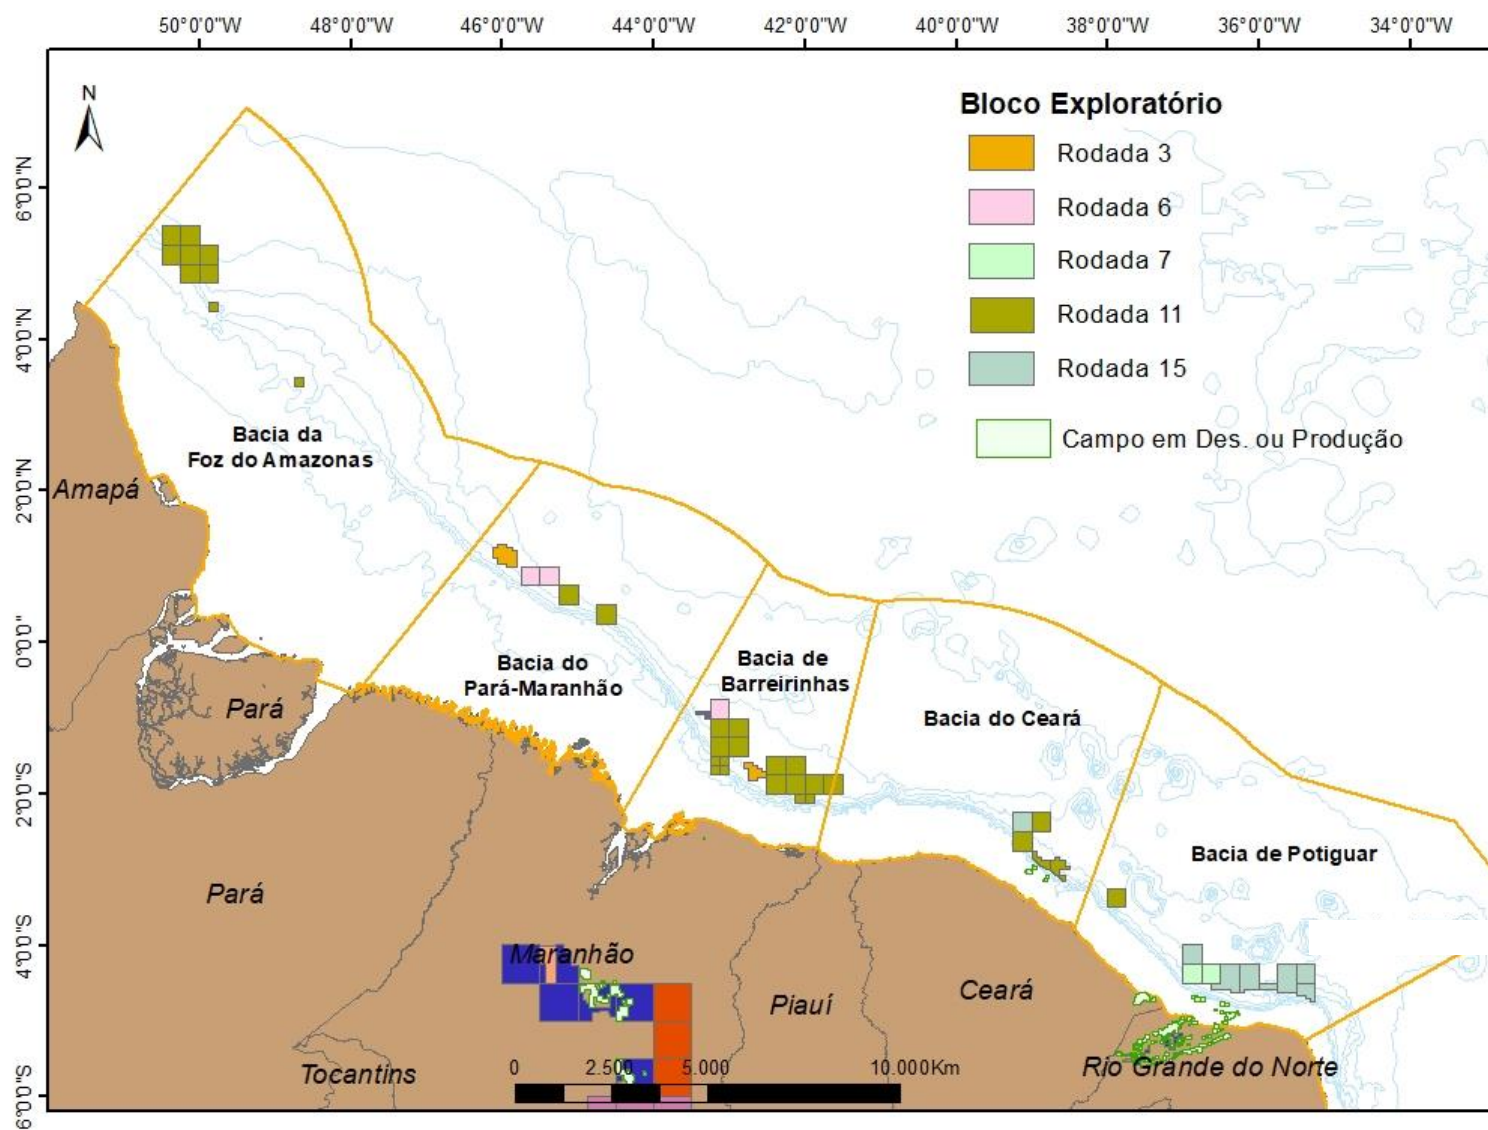 50°0'0"W 48°0'0"W 46°0'0"W 44°0'0"W 42°0'0"W 40°0'0"W 38°0'0"W 36°0'0"W 34°0'0"W
N
Bloco Exploratório
Rodada 3
Rodada 6
Rodada 7
Rodada 11
Rodada 15
Campo em Des. ou Produção
6°0'0"N
4°0'0"N
2°0'0"N
0°0'0"
2°0'0"S
4°0'0"S
6°0'0"S
Bacia da
Foz do Amazonas
Amapá
Bacia do
Pará-Maranhão
Bacia de
Barreirinhas
Bacia do Ceará
Pará
Bacia de Potiguar
Pará
Maranhão
Piauí
Ceará
Tocantins
Rio Grande do Norte
0 2.500 5.000 10.000Km